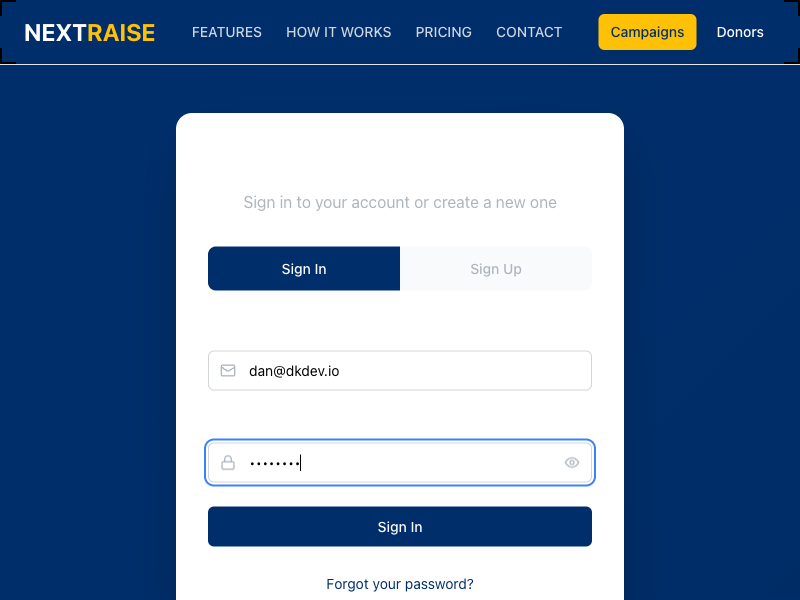 NEXTRAISE FEATURES HOW IT WORKS PRICING CONTACT Campaigns Donors
Sign in to your account or create a new one
Sign In Sign Up
dan@dkdev.io
••••••••
Sign In
Forgot your password?